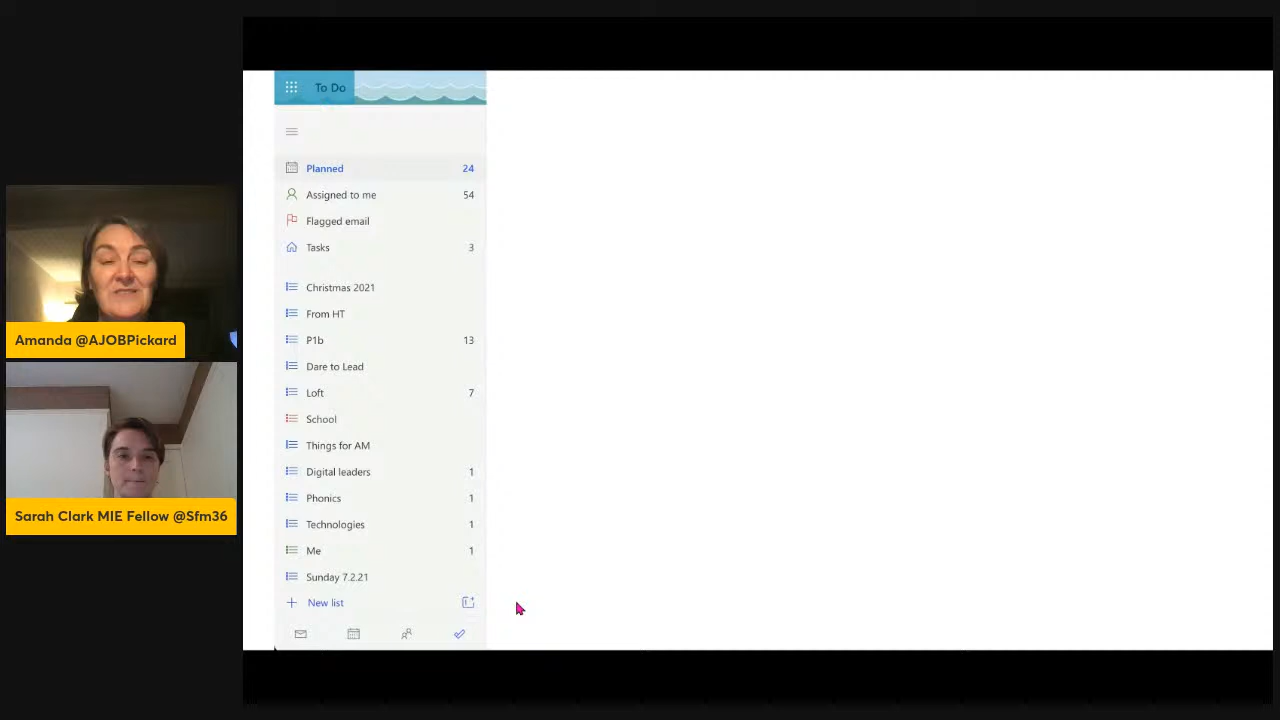 To Do
Planned 24
Assigned to me 54
Flagged email
Tasks 3
Christmas 2021
From HT
P1b 13
Dare to Lead
Loft 7
School
Things for AM
Digital leaders 1
Phonics 1
Technologies 1
Me 1
Sunday 7.2.21
New list
Amanda @AJOBPickard
Sarah Clark MIE Fellow @Sfm36